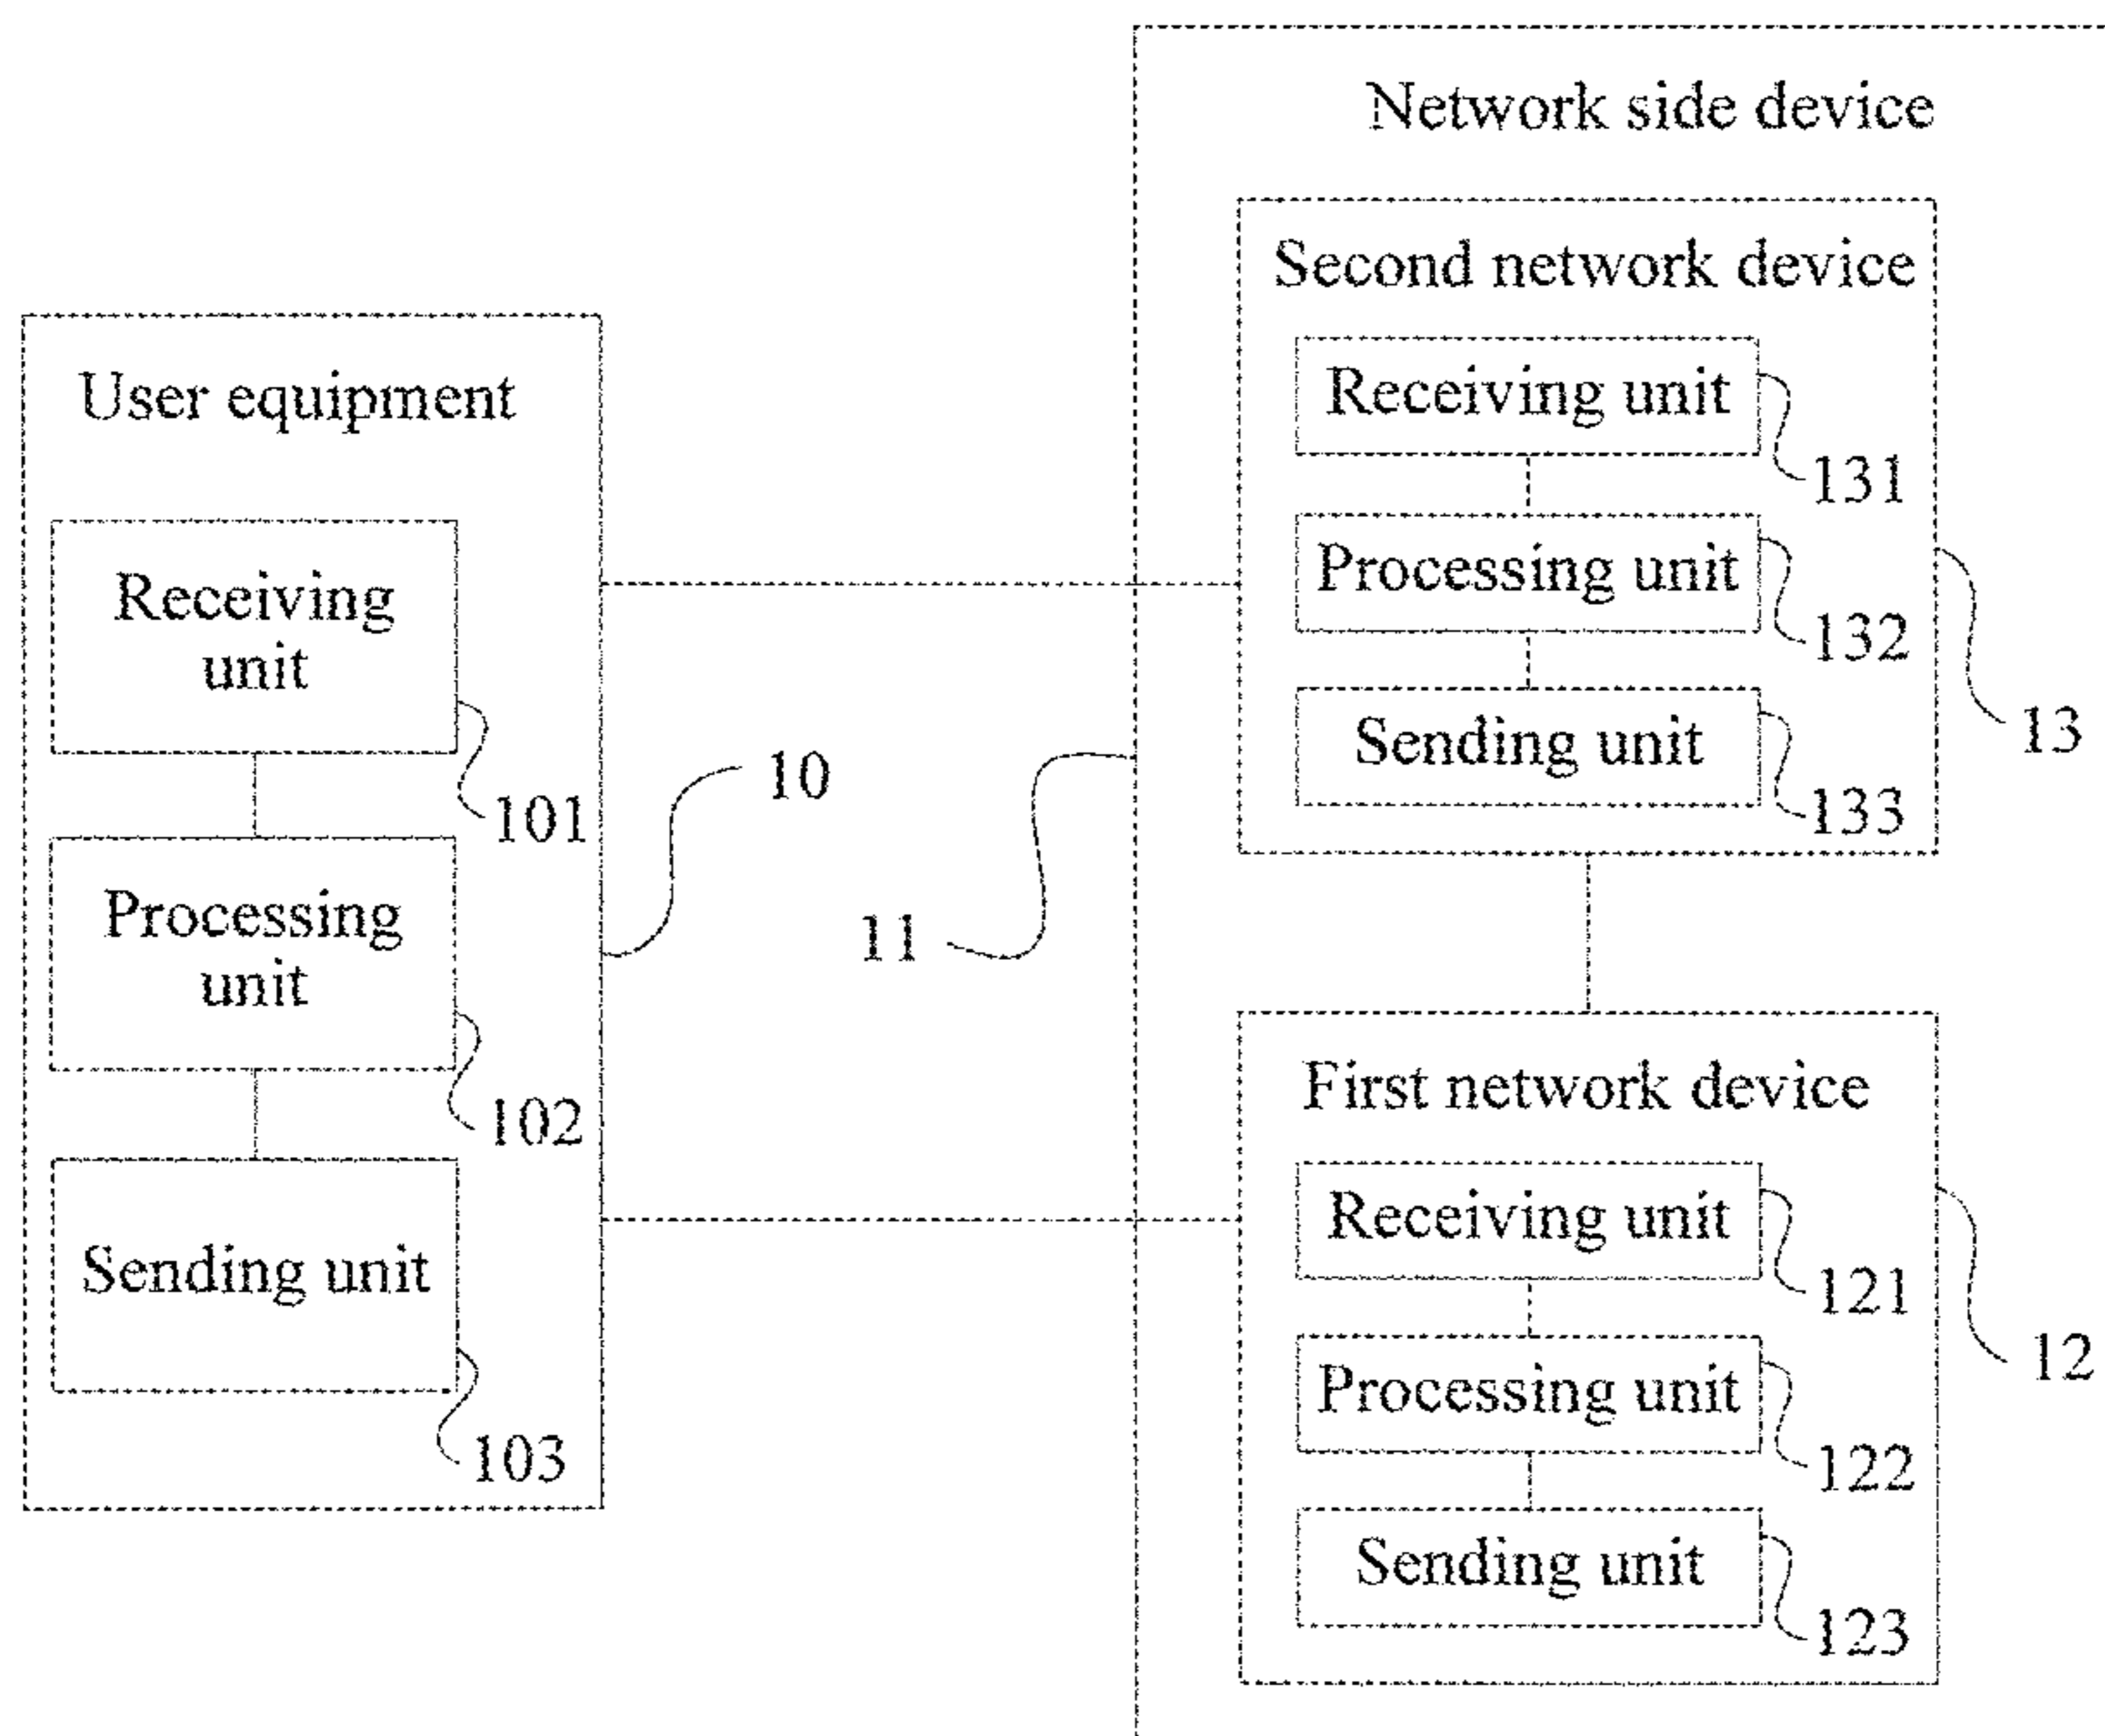 Network side device
Second network device
Receiving unit
131
Processing unit
132
Sending unit
133
13
User equipment
Receiving
unit
101
Processing
unit
102
Sending unit
103
10
11
First network device
Receiving unit
121
Processing unit
122
Sending unit
123
12